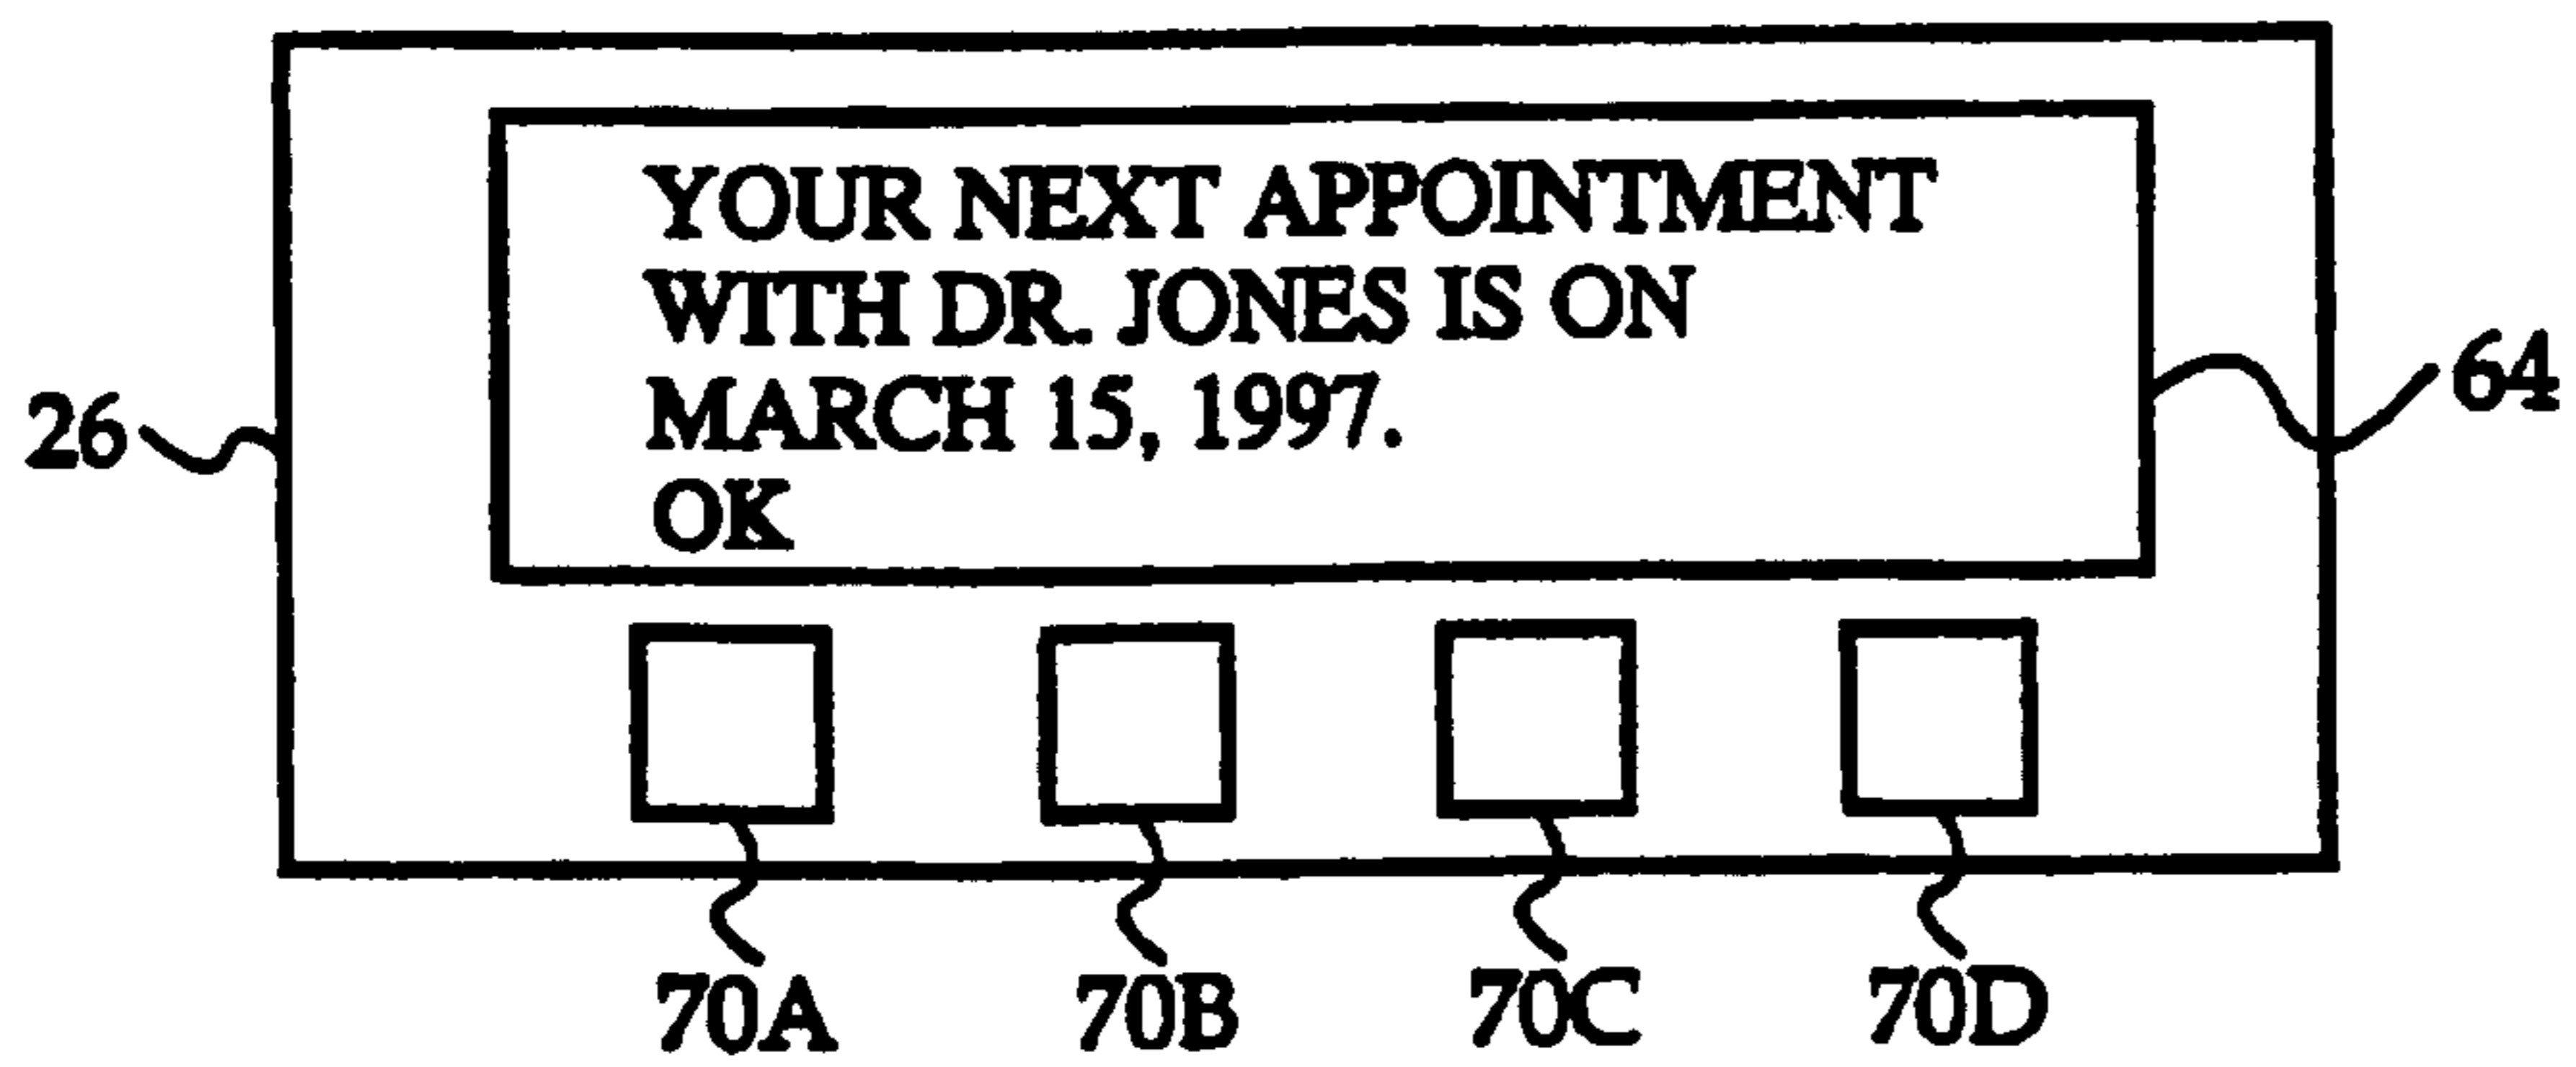 YOUR NEXT APPOINTMENT
WITH DR. JONES IS ON
MARCH 15, 1997.
OK
26
64
70A 70B 70C 70D